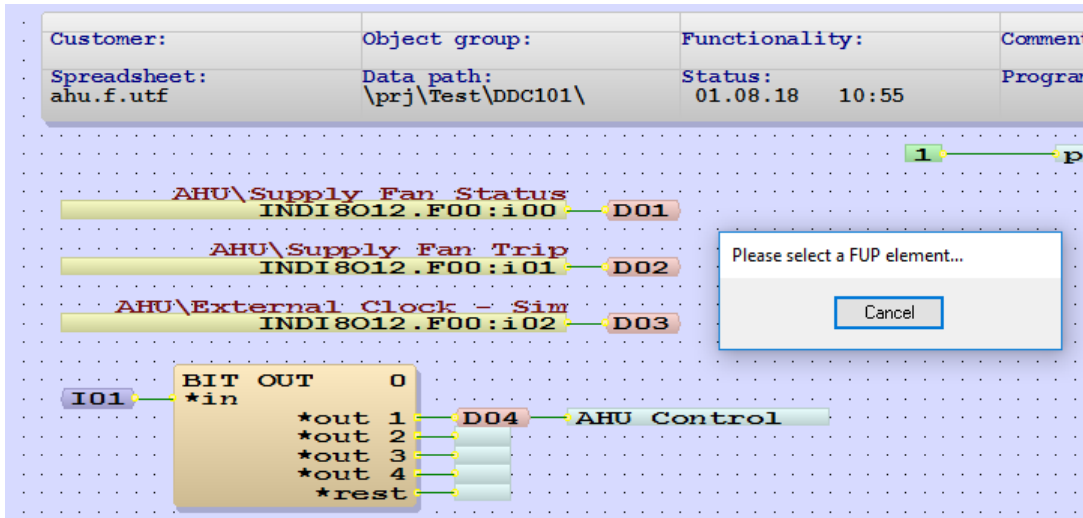 Customer: Object group: Functionality: Commen
Spreadsheet: Data path: Status: Program
ahu.f.utf \prj\Test\DDC101\ 01.08.18 10:55
1 p
AHU\Supply Fan Status
INDI8012.F00:i00 D01
AHU\Supply Fan Trip
INDI8012.F00:i01 D02
Please select a FUP element...
AHU\External Clock - Sim
INDI8012.F00:i02 D03
Cancel
BIT OUT 0
I01 *in
*out 1 D04 AHU Control
*out 2
*out 3
*out 4
*rest